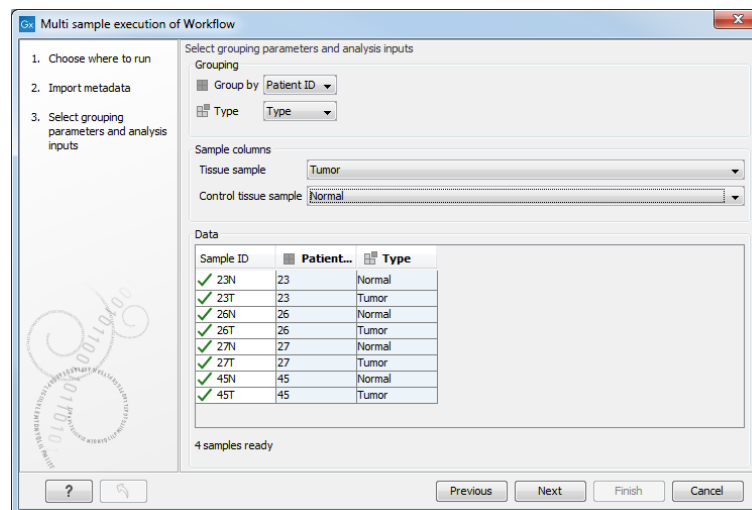 Gx Multi sample execution of Workflow
1. Choose where to run
2. Import metadata
3. Select grouping
parameters and analysis
inputs
Select grouping parameters and analysis inputs
Grouping
Group by Patient ID
Type Type
Sample columns
Tissue sample Tumor
Control tissue sample Normal
Data
Sample ID Patient... Type
23N 23 Normal
23T 23 Tumor
26N 26 Normal
26T 26 Tumor
27N 27 Normal
27T 27 Tumor
45N 45 Normal
45T 45 Tumor
4 samples ready
? Previous Next Finish Cancel